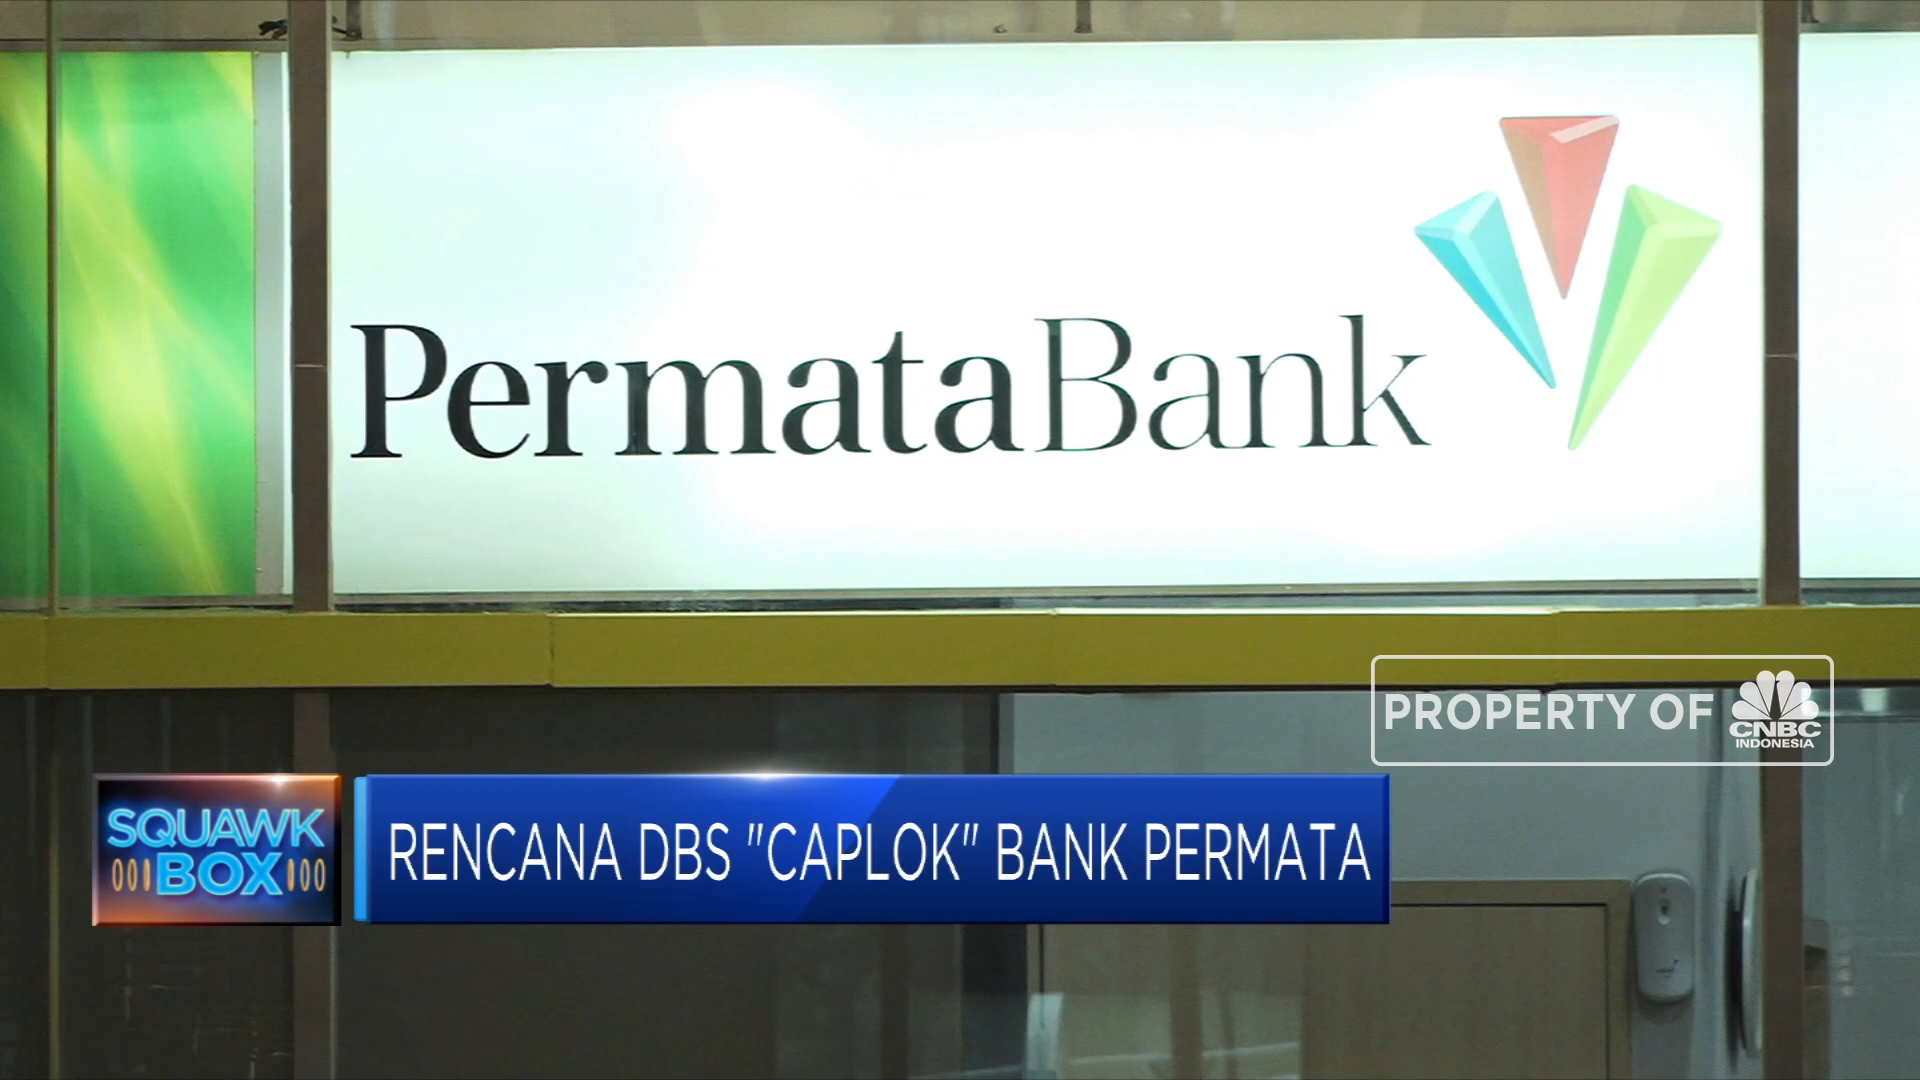 PermataBank
PROPERTY OF CNBC INDONESIA
SQUAWK BOX
RENCANA DBS "CAPLOK" BANK PERMATA